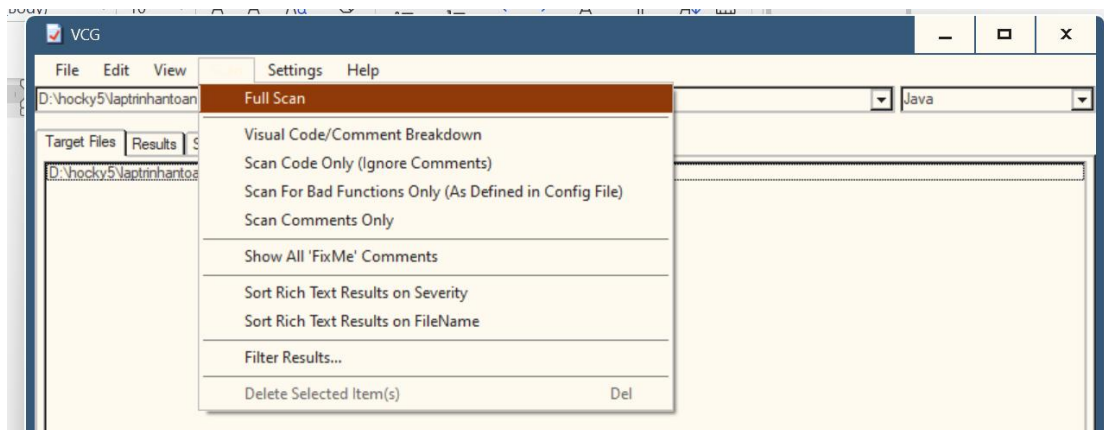 VCG
File Edit View Settings Help
D:\hocky5\laptrinhantoan Java
Full Scan
Target Files Results
D:\hocky5\laptrinhantoa
Visual Code/Comment Breakdown
Scan Code Only (Ignore Comments)
Scan For Bad Functions Only (As Defined in Config File)
Scan Comments Only
Show All 'FixMe' Comments
Sort Rich Text Results on Severity
Sort Rich Text Results on FileName
Filter Results...
Delete Selected Item(s) Del